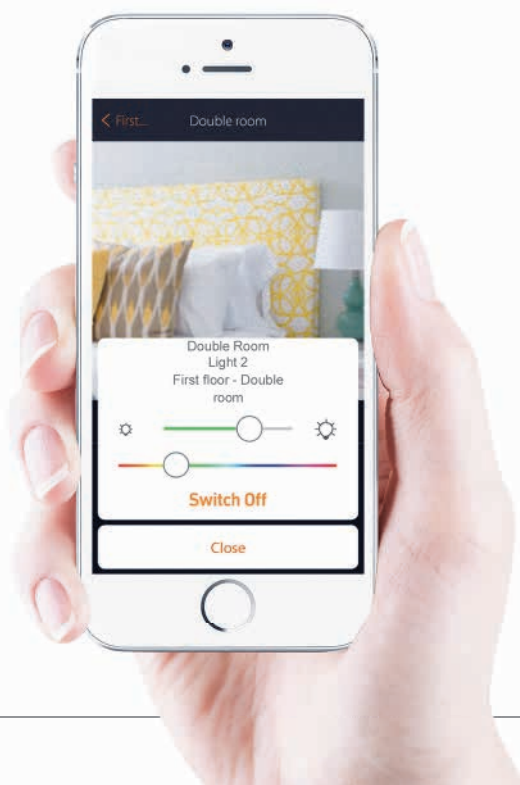 First...
Double room
Double Room
Light 2
First floor - Double
room
Switch Off
Close